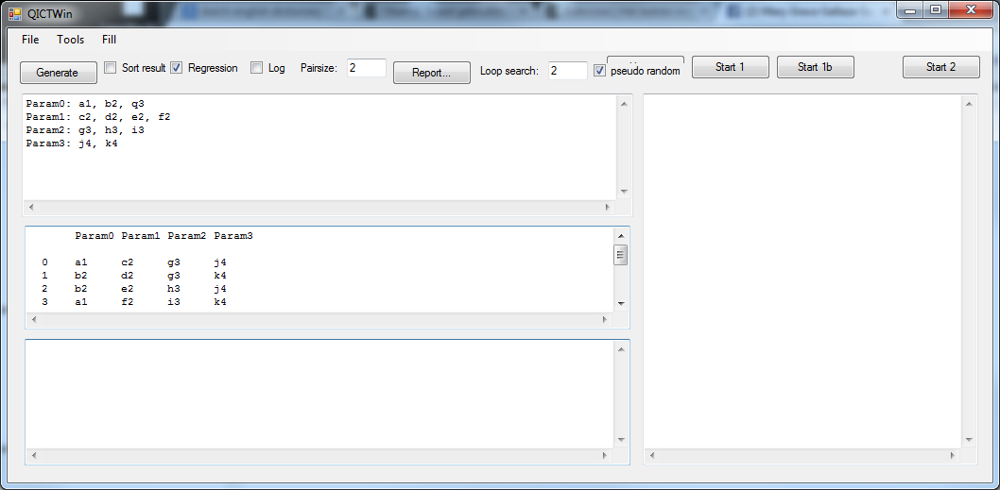 QICTWin
File Tools Fill
Generate Sort result Regression Log Pairsize: 2 Report... Loop search: 2 pseudo random Start 1 Start 1b Start 2
Param0: a1, b2, q3
Param1: c2, d2, e2, f2
Param2: g3, h3, i3
Param3: j4, k4
Param0 Param1 Param2 Param3
0 a1 c2 g3 j4
1 b2 d2 g3 k4
2 b2 e2 h3 j4
3 a1 f2 i3 k4